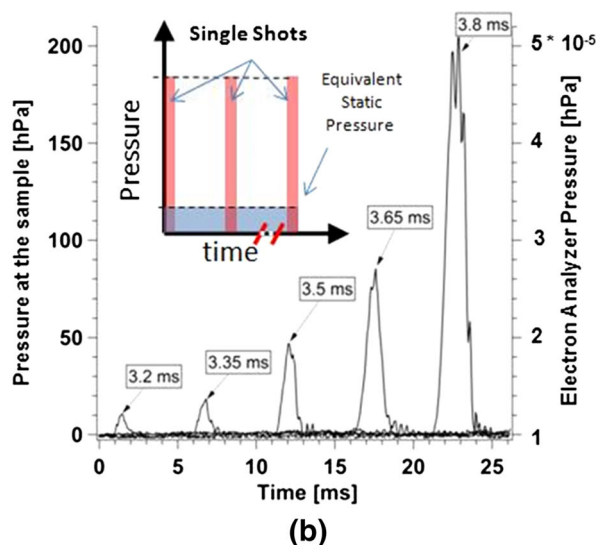 Single Shots
Equivalent
Static
Pressure
Pressure
time
3.2 ms
3.35 ms
3.5 ms
3.65 ms
3.8 ms
Pressure at the sample [hPa]
200
150
100
50
0
Electron Analyzer Pressure [hPa]
5 * 10⁻⁵
4
3
2
1
0 5 10 15 20 25
Time [ms]
(b)